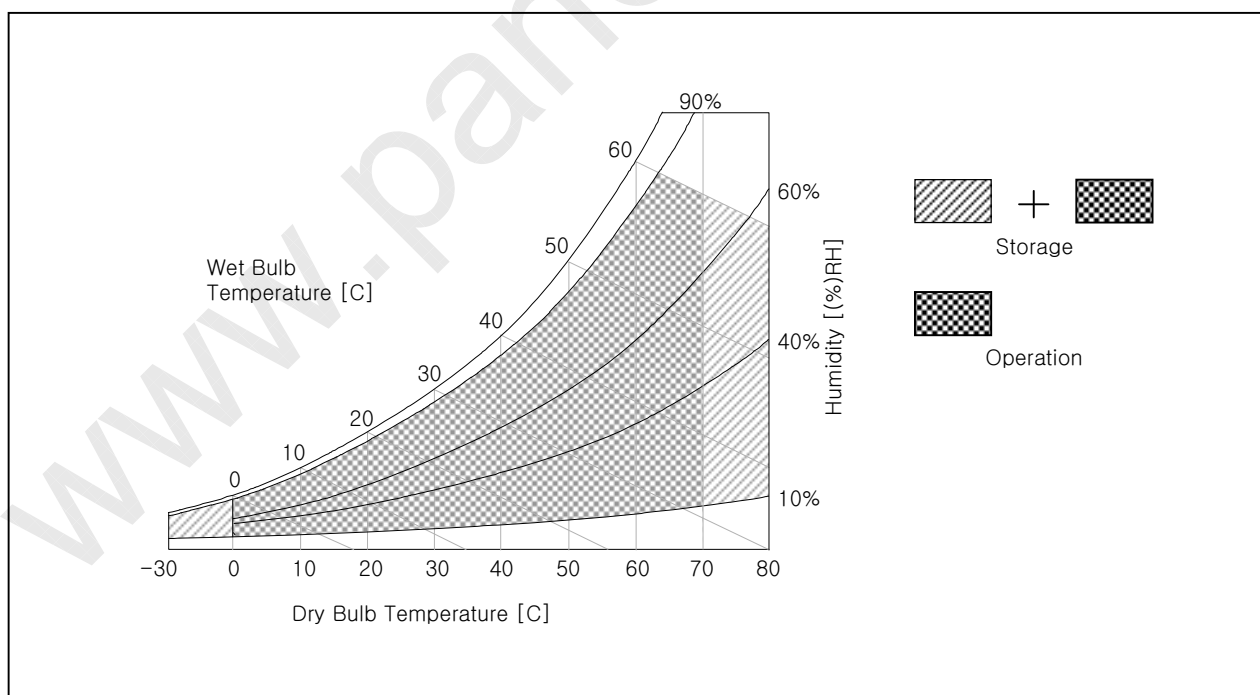 www.pan
90%
60
60%
50
Wet Bulb
Temperature [C]
40
Humidity [(%)RH]
40%
30
20
10
0
10%
-30 0 10 20 30 40 50 60 70 80
Dry Bulb Temperature [C]
+
Storage
Operation